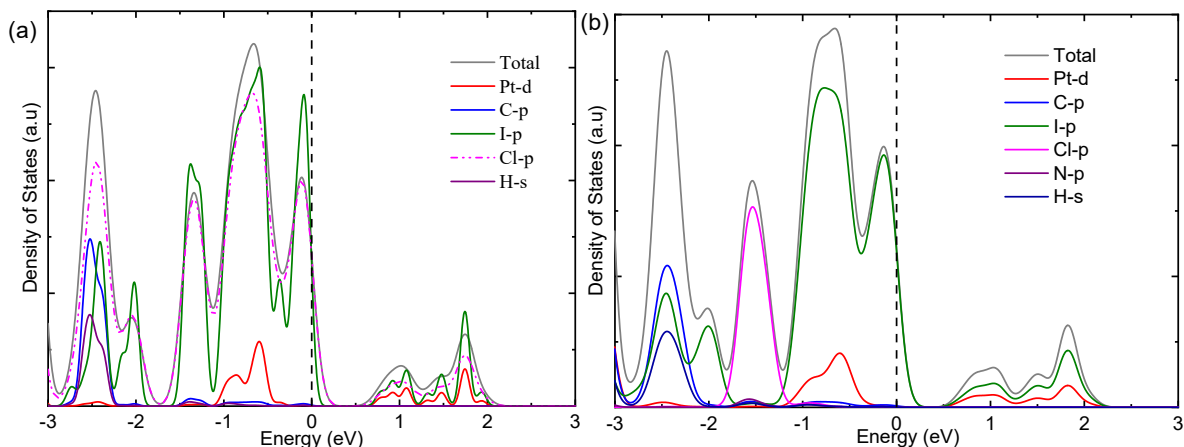 (a)
Density of States (a.u)
Total
Pt-d
C-p
I-p
Cl-p
H-s
-3 -2 -1 0 1 2 3
Energy (eV)
(b)
Density of States (a.u)
Total
Pt-d
C-p
I-p
Cl-p
N-p
H-s
-3 -2 -1 0 1 2 3
Energy (eV)